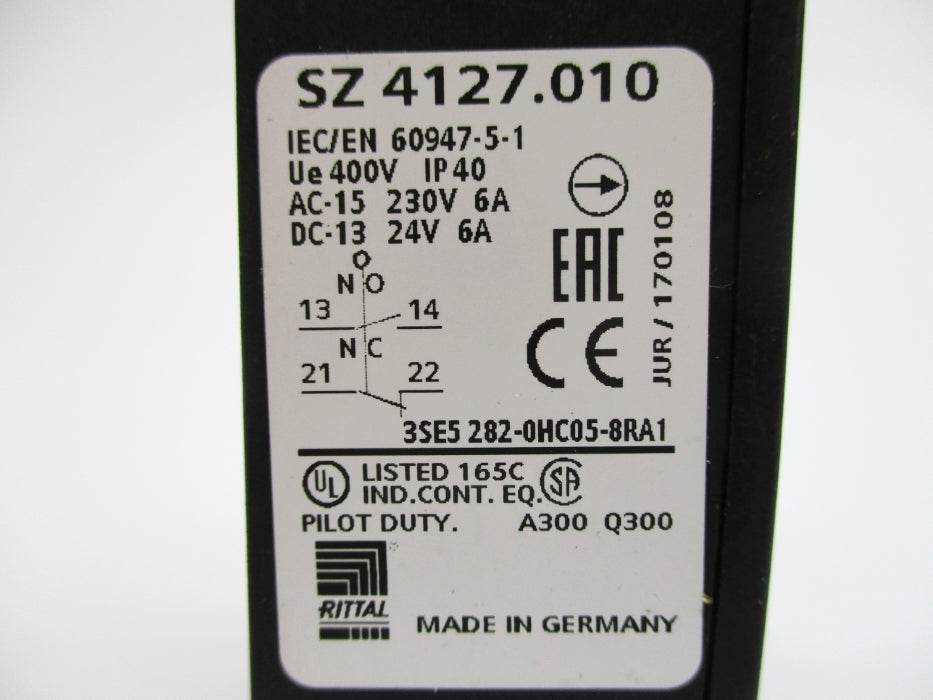 SZ 4127.010
IEC/EN 60947-5-1
Ue 400V IP40
AC-15 230V 6A
DC-13 24V 6A
EAC
CE
JUR / 170108
NO
13 14
NC
21 22
3SE5 282-0HC05-8RA1
UL LISTED 165C SA
IND.CONT. EQ.
PILOT DUTY. A300 Q300
RITTAL
MADE IN GERMANY